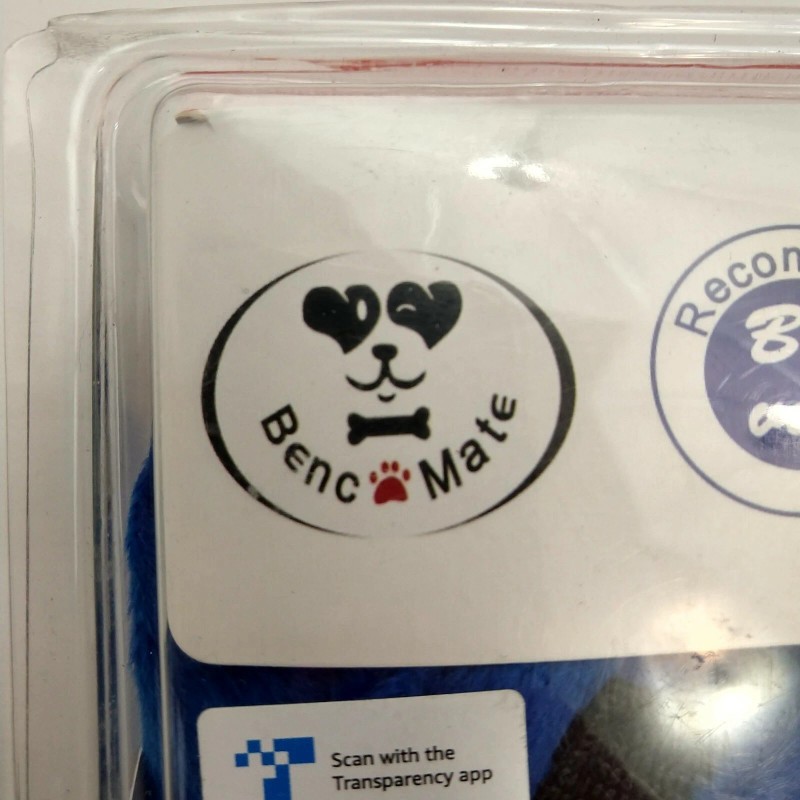 Benc Mate
Recom
B
Scan with the
Transparency app